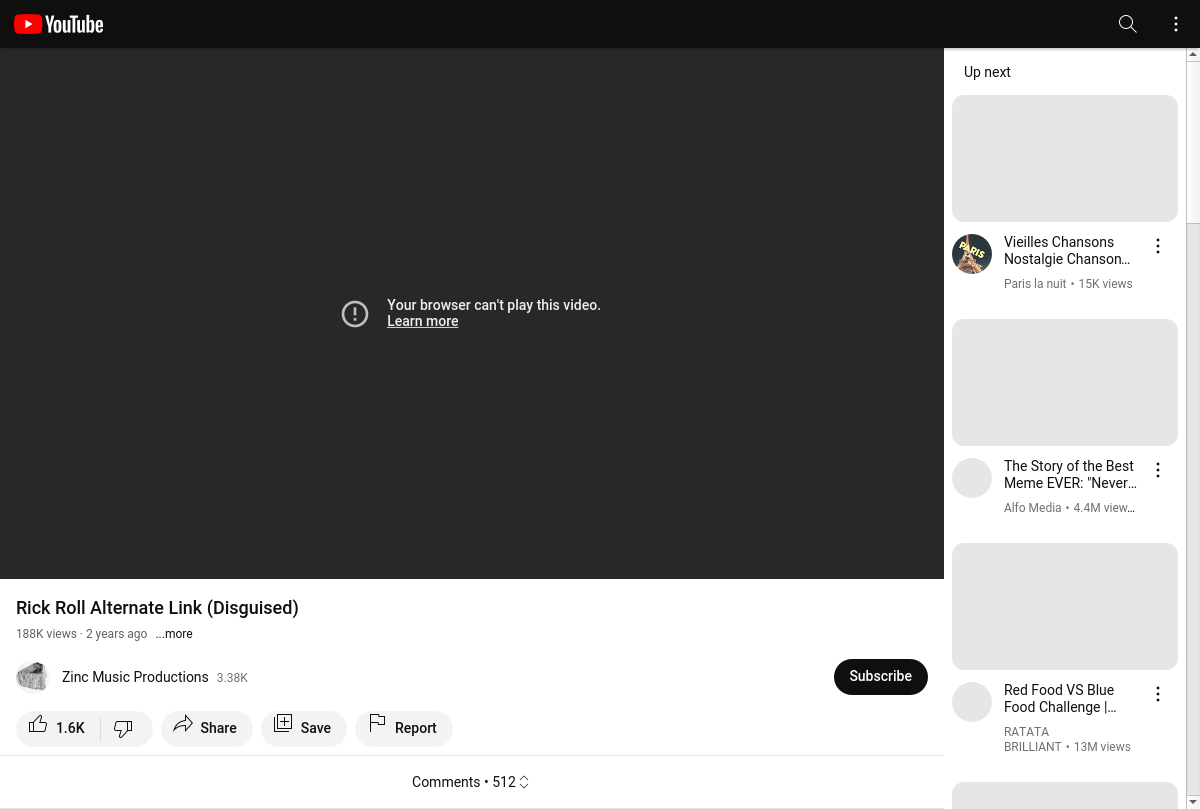 YouTube
Your browser can't play this video.
Learn more
Rick Roll Alternate Link (Disguised)
188K views · 2 years ago ...more
Zinc Music Productions 3.38K
Subscribe
1.6K
Share
Save
Report
Comments • 512
Up next
PARIS
Vieilles Chansons
Nostalgie Chanson...
Paris la nuit • 15K views
The Story of the Best
Meme EVER: "Never...
Alfo Media • 4.4M view...
Red Food VS Blue
Food Challenge |...
RATATA
BRILLIANT • 13M views